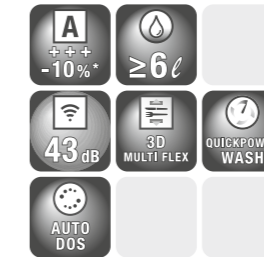 A
+ + +
-10%*
≥6ℓ
43 dB
3D
MULTI FLEX
QUICKPOW
WASH
AUTO
DOS